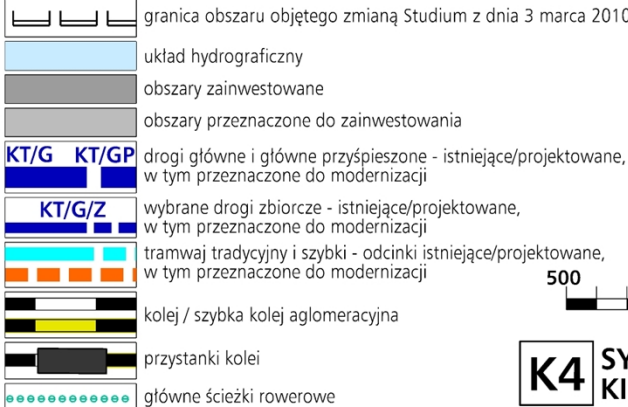 granica obszaru objętego zmianą Studium z dnia 3 marca 2010
układ hydrograficzny
obszary zainwestowane
obszary przeznaczone do zainwestowania
KT/G KT/GP drogi główne i główne przyśpieszone - istniejące/projektowane,
w tym przeznaczone do modernizacji
KT/G/Z wybrane drogi zbiorcze - istniejące/projektowane,
w tym przeznaczone do modernizacji
tramwaj tradycyjny i szybki - odcinki istniejące/projektowane,
w tym przeznaczone do modernizacji
500
kolej / szybka kolej aglomeracyjna
przystanki kolei
K4 SY
KI
główne ścieżki rowerowe